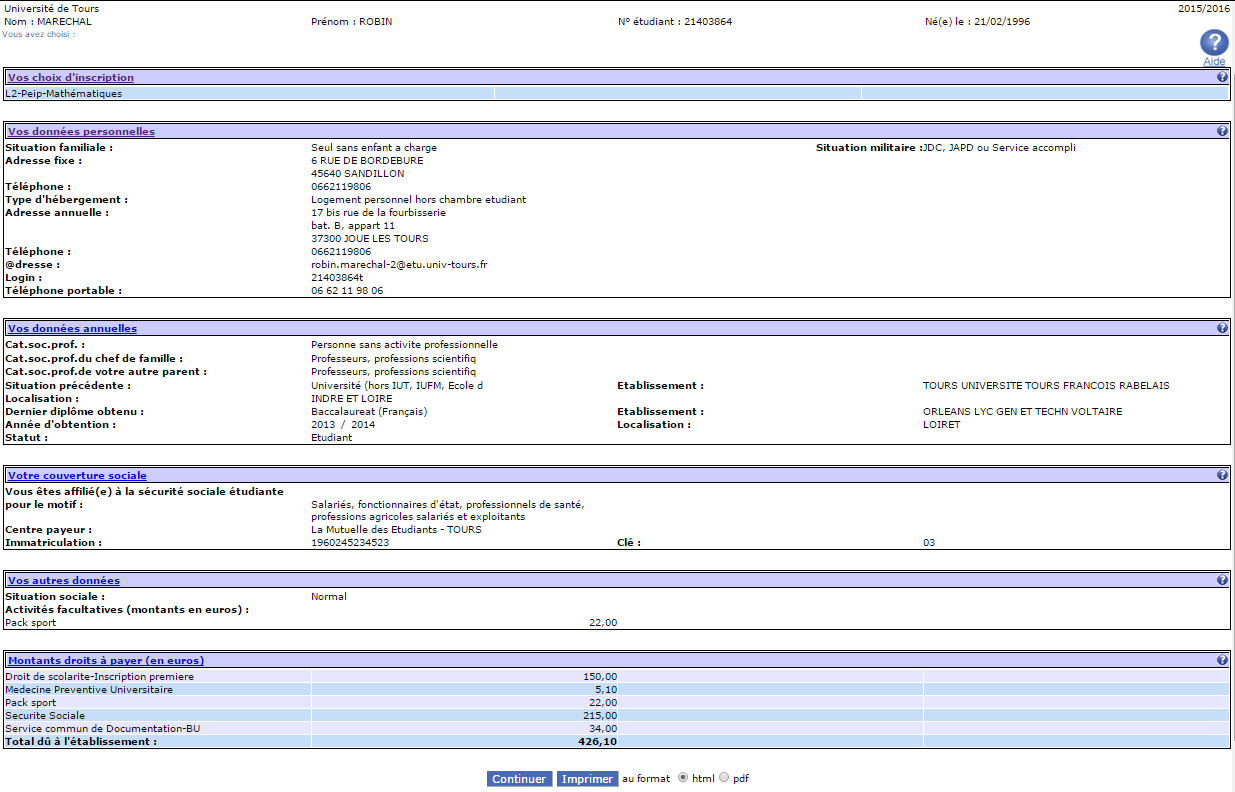 Université de Tours 2015/2016
Nom : MARECHAL Prénom : ROBIN N° étudiant : 21403864 Né(e) le : 21/02/1996
Vous avez choisi :
?
Aide
Vos choix d'inscription ?
L2-Peip-Mathématiques
Vos données personnelles ?
Situation familiale : Seul sans enfant a charge Situation militaire :JDC, JAPD ou Service accompli
Adresse fixe : 6 RUE DE BORDEBURE
45640 SANDILLON
Téléphone : 0662119806
Type d'hébergement : Logement personnel hors chambre etudiant
Adresse annuelle : 17 bis rue de la fourbisserie
bat. B, appart 11
37300 JOUE LES TOURS
Téléphone : 0662119806
@dresse : robin.marechal-2@etu.univ-tours.fr
Login : 21403864t
Téléphone portable : 06 62 11 98 06
Vos données annuelles ?
Cat.soc.prof. : Personne sans activite professionnelle
Cat.soc.prof.du chef de famille : Professeurs, professions scientifiq
Cat.soc.prof.de votre autre parent : Professeurs, professions scientifiq
Situation précédente : Université (hors IUT, IUFM, Ecole d Etablissement : TOURS UNIVERSITE TOURS FRANCOIS RABELAIS
Localisation : INDRE ET LOIRE
Dernier diplôme obtenu : Baccalaureat (Français) Etablissement : ORLEANS LYC GEN ET TECHN VOLTAIRE
Année d'obtention : 2013 / 2014 Localisation : LOIRET
Statut : Etudiant
Votre couverture sociale ?
Vous êtes affilié(e) à la sécurité sociale étudiante
pour le motif : Salariés, fonctionnaires d'état, professionnels de santé,
professions agricoles salariés et exploitants
Centre payeur : La Mutuelle des Etudiants - TOURS
Immatriculation : 1960245234523 Clé : 03
Vos autres données ?
Situation sociale : Normal
Activités facultatives (montants en euros) :
Pack sport 22,00
Montants droits à payer (en euros) ?
Droit de scolarite-Inscription premiere 150,00
Medecine Preventive Universitaire 5,10
Pack sport 22,00
Securite Sociale 215,00
Service commun de Documentation-BU 34,00
Total dû à l'établissement : 426,10
Continuer Imprimer au format html pdf